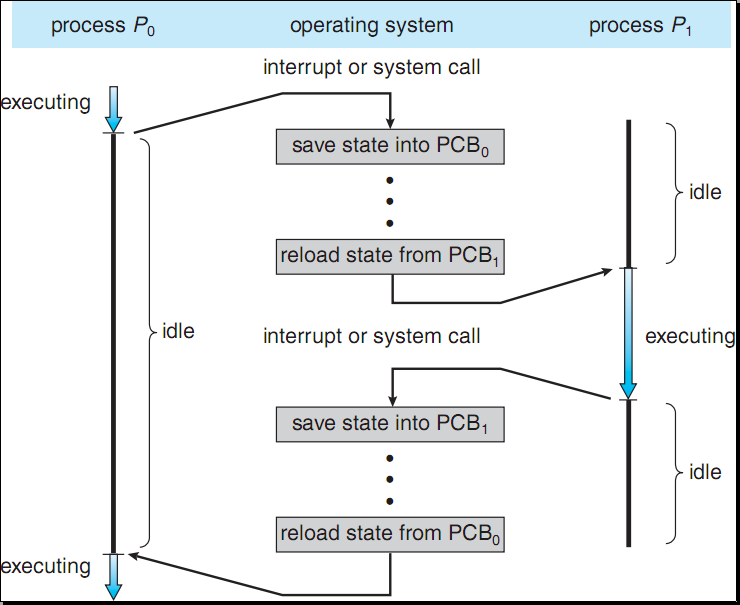 process P0 operating system process P1
interrupt or system call
executing
save state into PCB0
idle
reload state from PCB1
idle
interrupt or system call
executing
save state into PCB1
idle
reload state from PCB0
executing